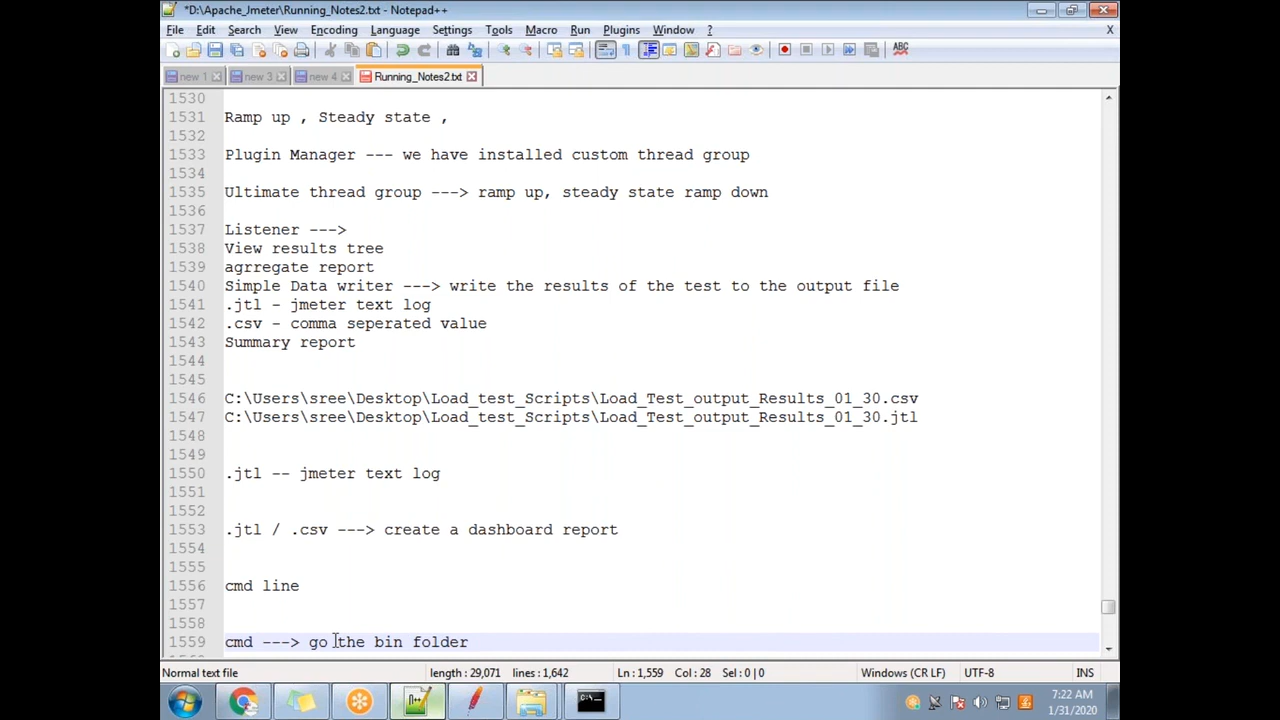 *D:\Apache_Jmeter\Running_Notes2.txt - Notepad++
File Edit Search View Encoding Language Settings Tools Macro Run Plugins Window ? X
ABC
new 1 new 3 new 4 Running_Notes2.txt
1530
1531 Ramp up , Steady state ,
1532
1533 Plugin Manager --- we have installed custom thread group
1534
1535 Ultimate thread group ---> ramp up, steady state ramp down
1536
1537 Listener --->
1538 View results tree
1539 agrregate report
1540 Simple Data writer ---> write the results of the test to the output file
1541 .jtl - jmeter text log
1542 .csv - comma seperated value
1543 Summary report
1544
1545
1546 C:\Users\sree\Desktop\Load_test_Scripts\Load_Test_output_Results_01_30.csv
1547 C:\Users\sree\Desktop\Load_test_Scripts\Load_Test_output_Results_01_30.jtl
1548
1549
1550 .jtl -- jmeter text log
1551
1552
1553 .jtl / .csv ---> create a dashboard report
1554
1555
1556 cmd line
1557
1558
1559 cmd ---> go the bin folder
Normal text file length : 29,071 lines : 1,642 Ln : 1,559 Col : 28 Sel : 0 | 0 Windows (CR LF) UTF-8 INS
7:22 AM
1/31/2020